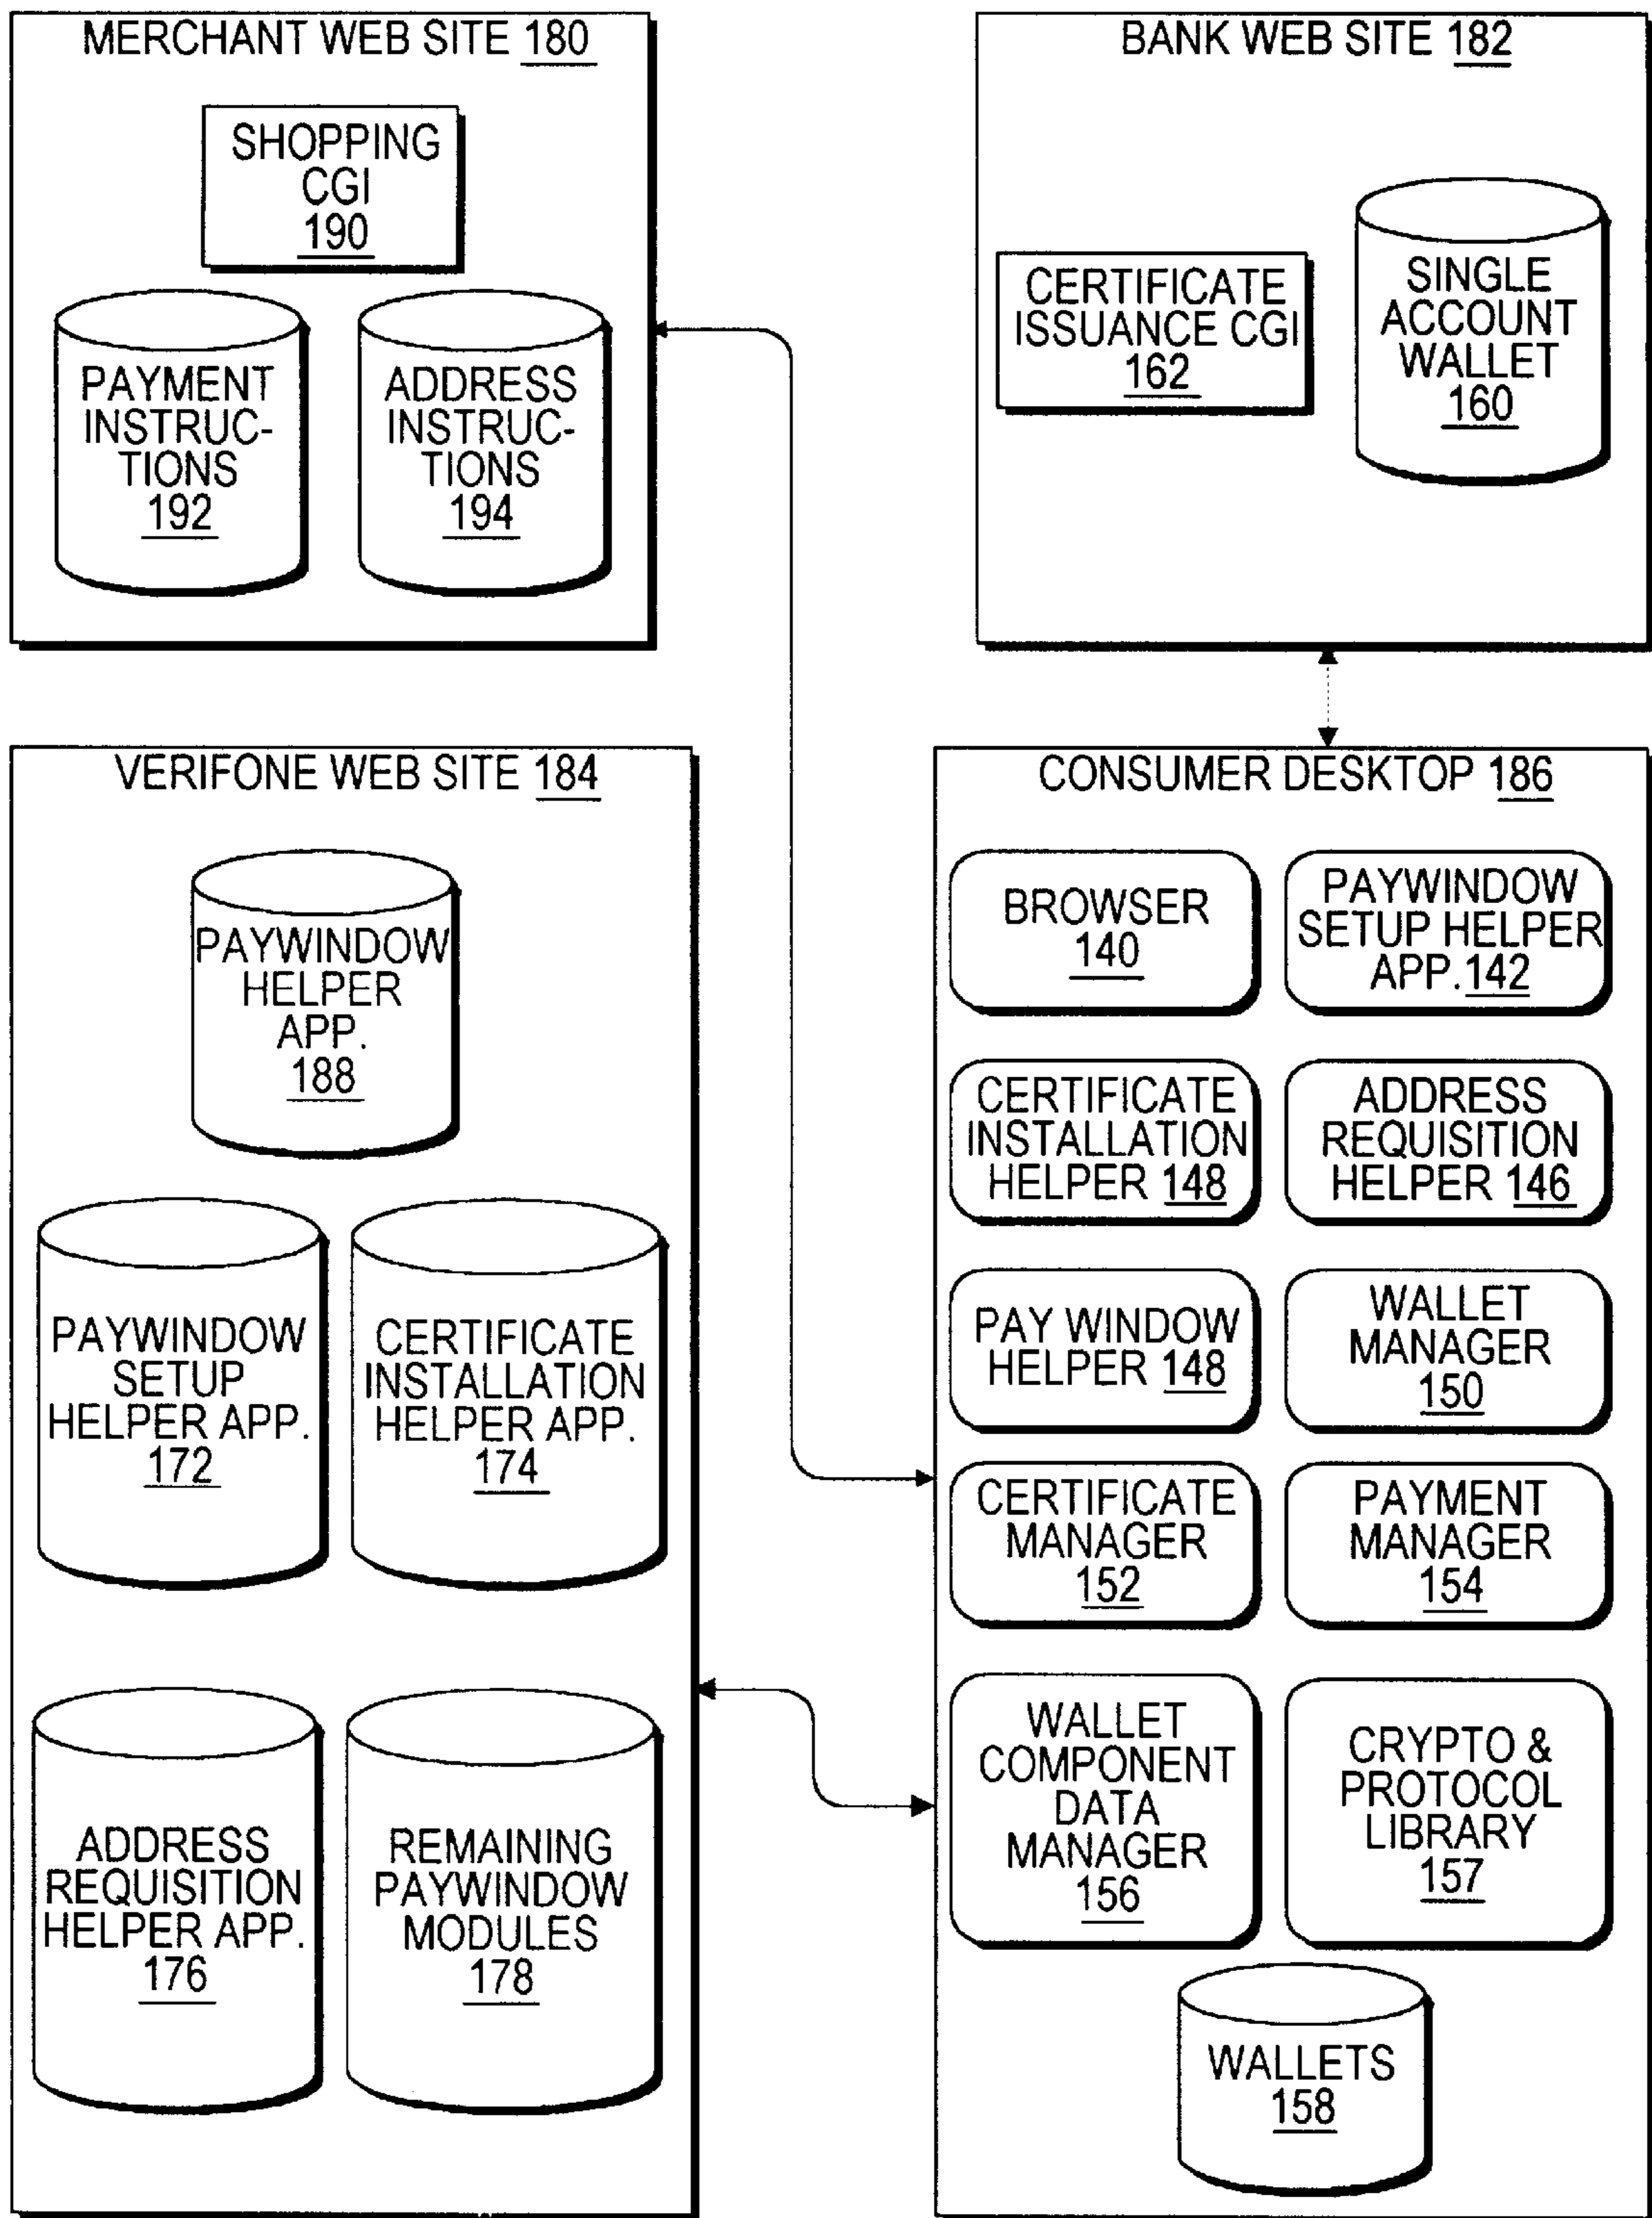 MERCHANT WEB SITE 180
SHOPPING
CGI
190
PAYMENT
INSTRUC-
TIONS
192
ADDRESS
INSTRUC-
TIONS
194
BANK WEB SITE 182
CERTIFICATE
ISSUANCE CGI
162
SINGLE
ACCOUNT
WALLET
160
VERIFONE WEB SITE 184
PAYWINDOW
HELPER
APP.
188
PAYWINDOW
SETUP
HELPER APP.
172
CERTIFICATE
INSTALLATION
HELPER APP.
174
ADDRESS
REQUISITION
HELPER APP.
176
REMAINING
PAYWINDOW
MODULES
178
CONSUMER DESKTOP 186
BROWSER
140
PAYWINDOW
SETUP HELPER
APP. 142
CERTIFICATE
INSTALLATION
HELPER 148
ADDRESS
REQUISITION
HELPER 146
PAY WINDOW
HELPER 148
WALLET
MANAGER
150
CERTIFICATE
MANAGER
152
PAYMENT
MANAGER
154
WALLET
COMPONENT
DATA
MANAGER
156
CRYPTO &
PROTOCOL
LIBRARY
157
WALLETS
158